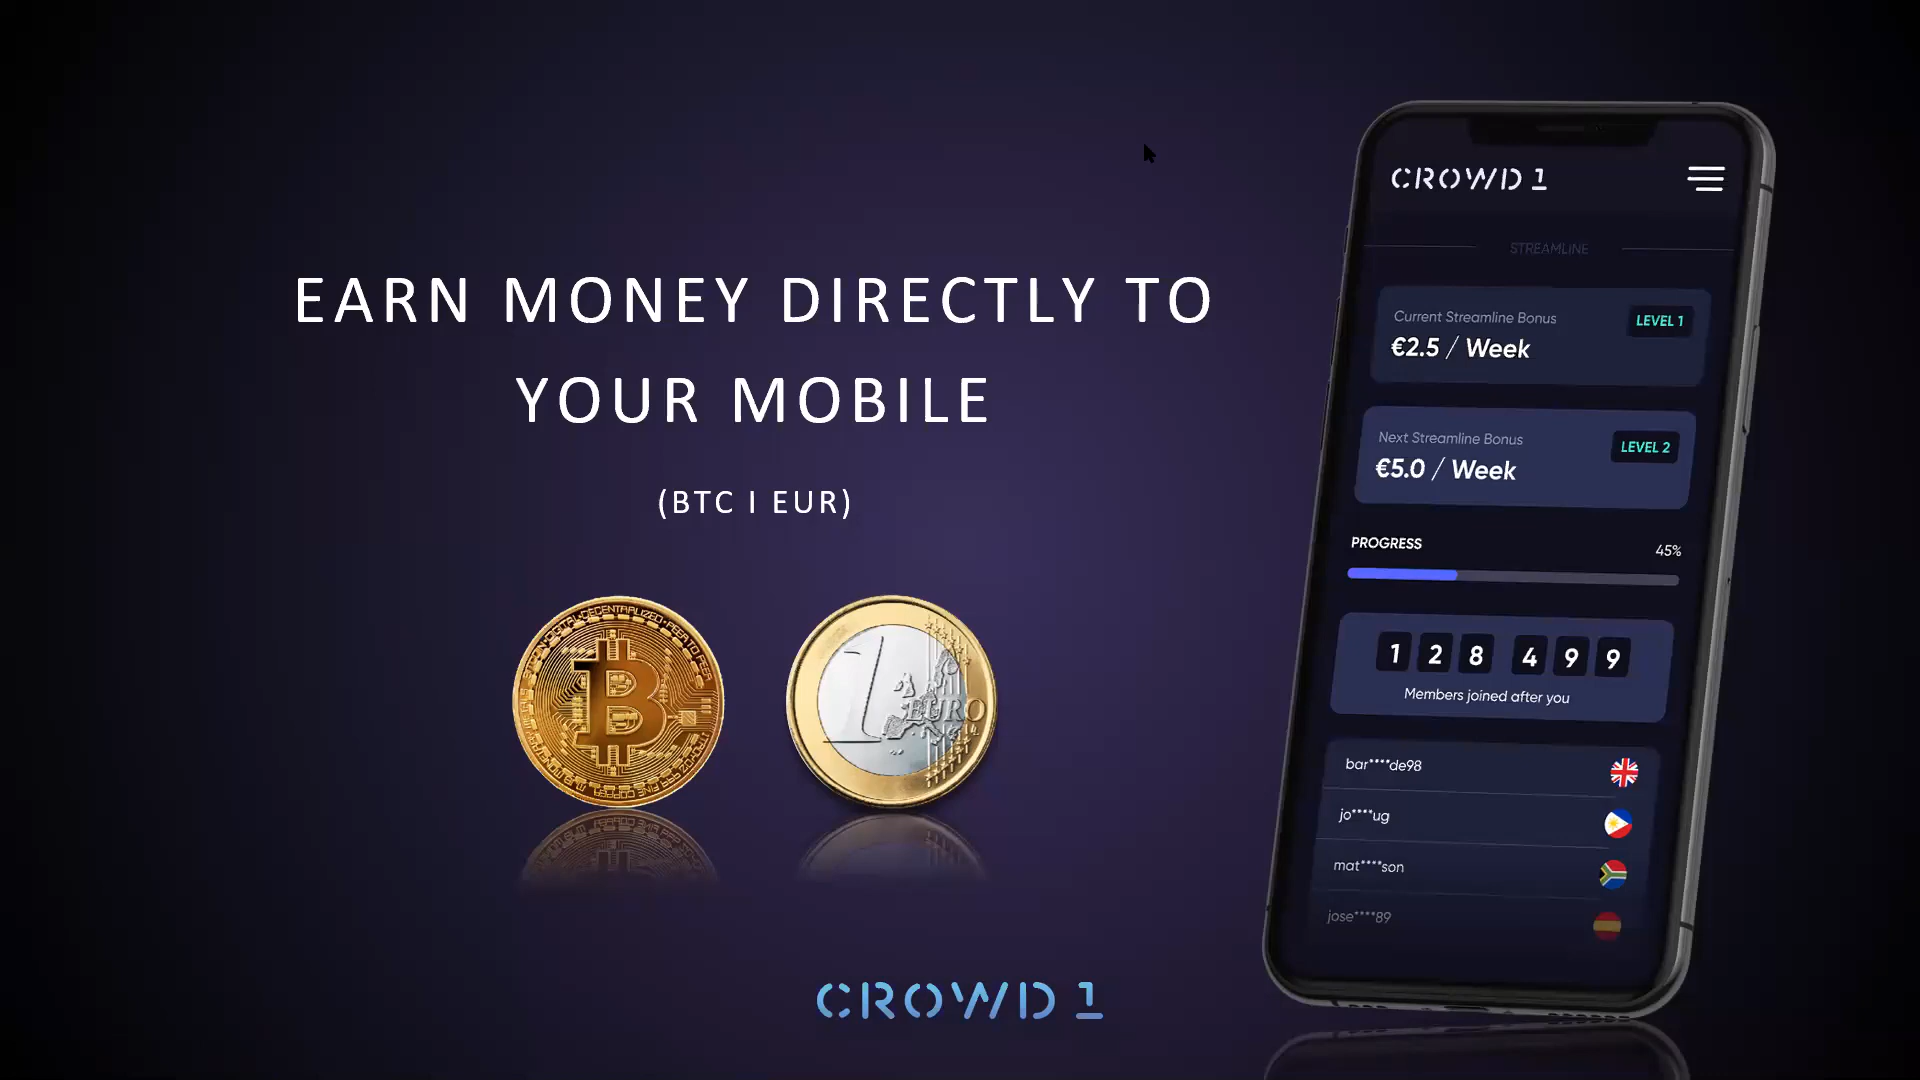 EARN MONEY DIRECTLY TO
YOUR MOBILE
(BTC I EUR)
EURO
CROWD 1
CROWD 1
STREAMLINE
Current Streamline Bonus
LEVEL 1
€2.5 / Week
Next Streamline Bonus
LEVEL 2
€5.0 / Week
PROGRESS
45%
1 2 8 4 9 9
Members joined after you
bar****de98
jo****ug
mat****son
jose****89